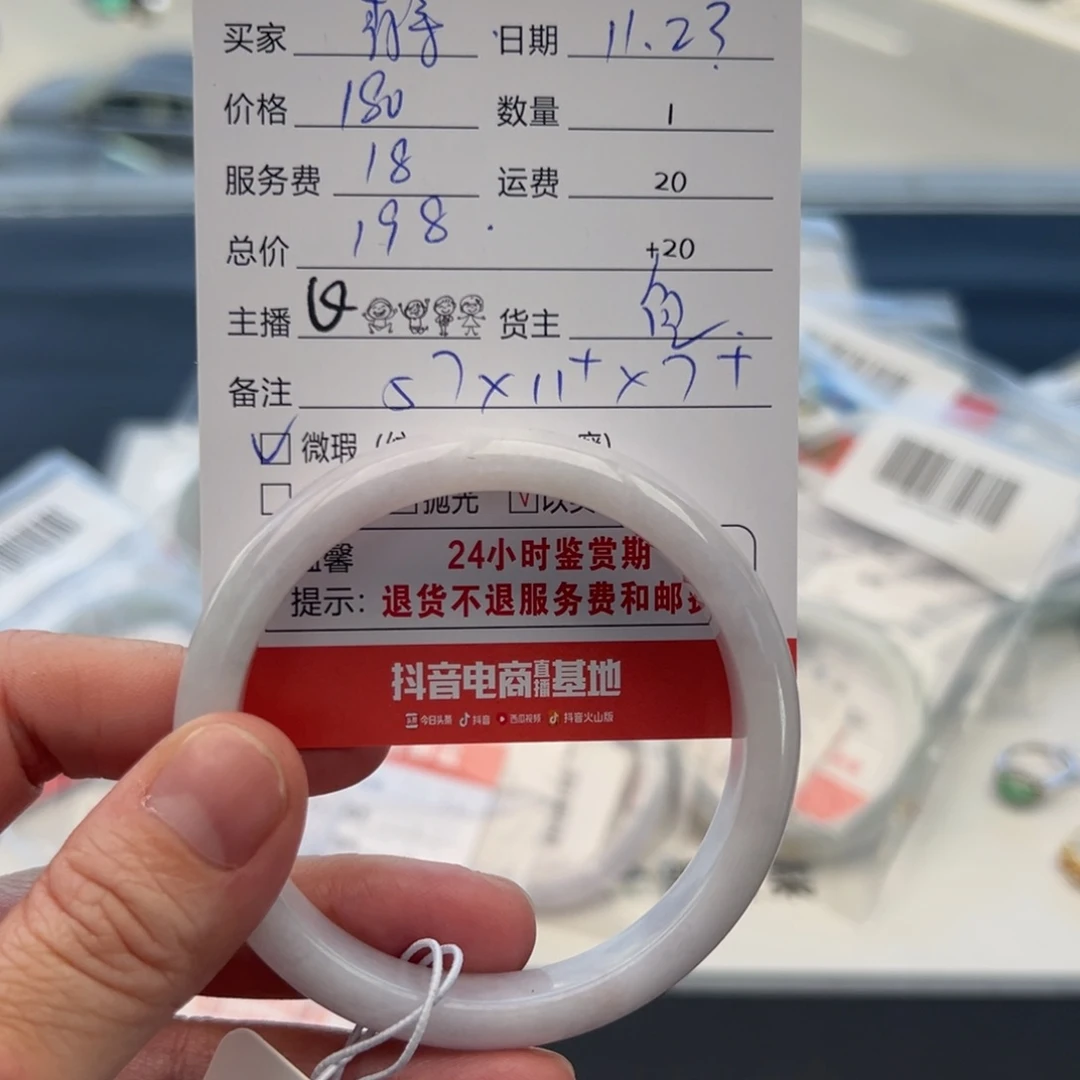 买家 日期 11.23
价格 180 数量 1
服务费 18 运费 20
总价 198. +20
主播 货主
备注 57×11+×7+
微瑕
抛光
24小时鉴赏期
提示：退货不退服务费和邮
抖音电商直播基地
今日头条 抖音 西瓜视频 抖音火山版